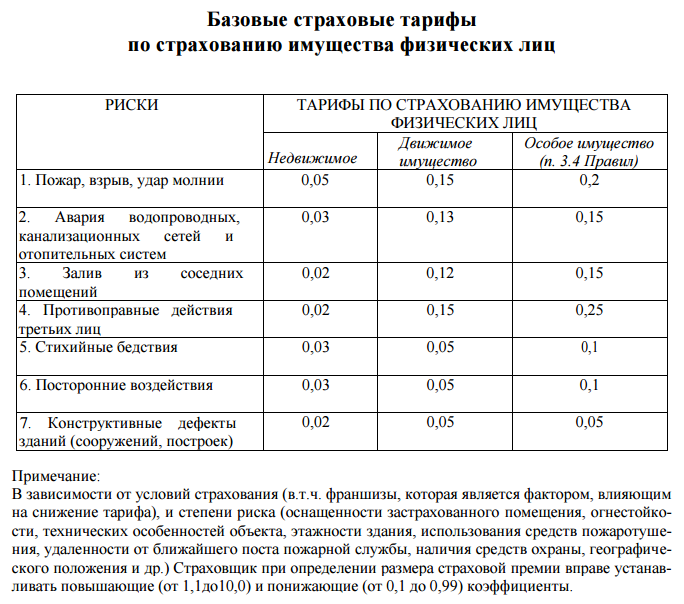 Базовые страховые тарифы
по страхованию имущества физических лиц
РИСКИ
ТАРИФЫ ПО СТРАХОВАНИЮ ИМУЩЕСТВА
ФИЗИЧЕСКИХ ЛИЦ
Недвижимое
Движимое
имущество
Особое имущество
(п. 3.4 Правил)
1. Пожар, взрыв, удар молнии 0,05 0,15 0,2
2. Авария водопроводных, 0,03 0,13 0,15
канализационных сетей и
отопительных систем
3. Залив из соседних 0,02 0,12 0,15
помещений
4. Противоправные действия 0,02 0,15 0,25
третьих лиц
5. Стихийные бедствия 0,03 0,05 0,1
6. Посторонние воздействия 0,03 0,05 0,1
7. Конструктивные дефекты 0,02 0,05 0,05
зданий (сооружений, построек)
Примечание:
В зависимости от условий страхования (в.т.ч. франшизы, которая является фактором, влияющим
на снижение тарифа), и степени риска (оснащенности застрахованного помещения, огнестойко-
сти, технических особенностей объекта, этажности здания, использования средств пожаротуше-
ния, удаленности от ближайшего поста пожарной службы, наличия средств охраны, географиче-
ского положения и др.) Страховщик при определении размера страховой премии вправе устанав-
ливать повышающие (от 1,1до10,0) и понижающие (от 0,1 до 0,99) коэффициенты.